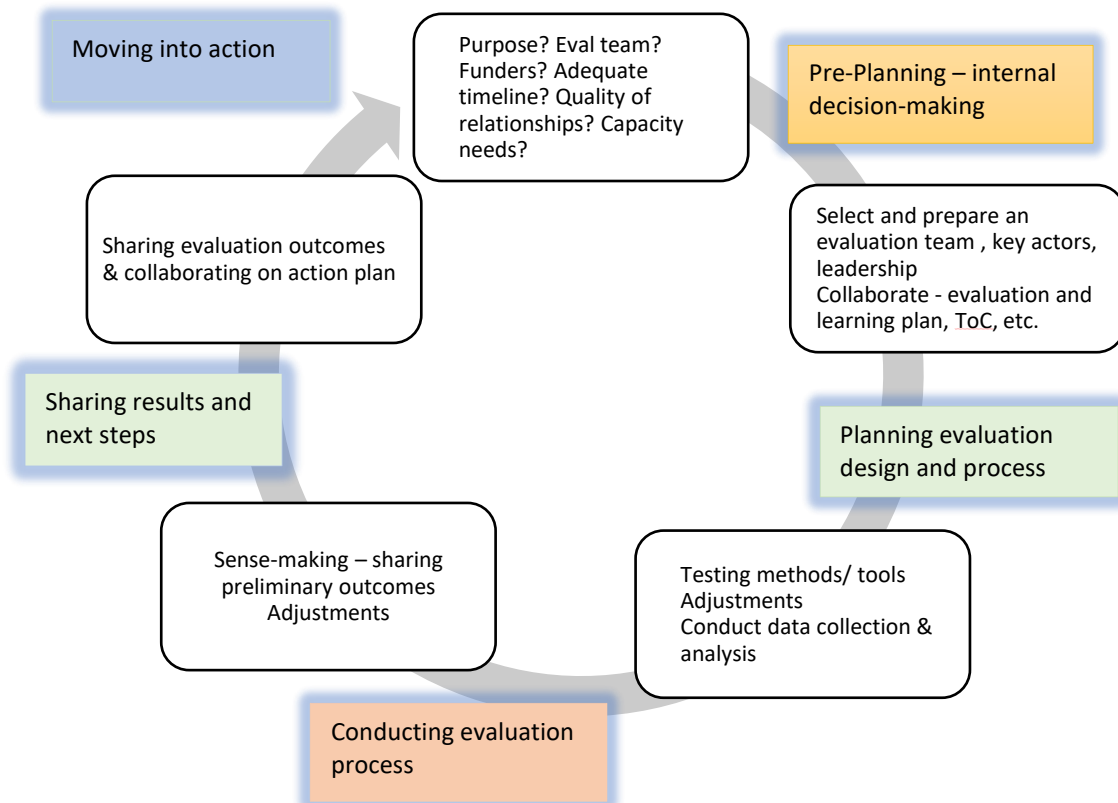 Moving into action
Purpose? Eval team?
Funders? Adequate
timeline? Quality of
relationships? Capacity
needs?
Pre-Planning – internal
decision-making
Select and prepare an
evaluation team , key actors,
leadership
Collaborate - evaluation and
learning plan, ToC, etc.
Planning evaluation
design and process
Testing methods/ tools
Adjustments
Conduct data collection &
analysis
Conducting evaluation
process
Sense-making – sharing
preliminary outcomes
Adjustments
Sharing results and
next steps
Sharing evaluation outcomes
& collaborating on action plan